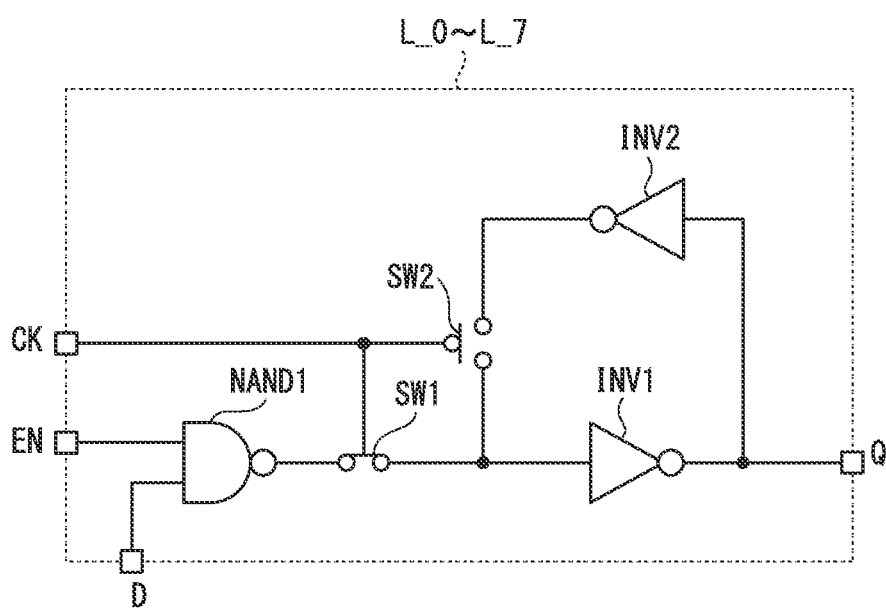 L_0～L_7
INV2
SW2
CK
NAND1
SW1
INV1
EN
Q
D